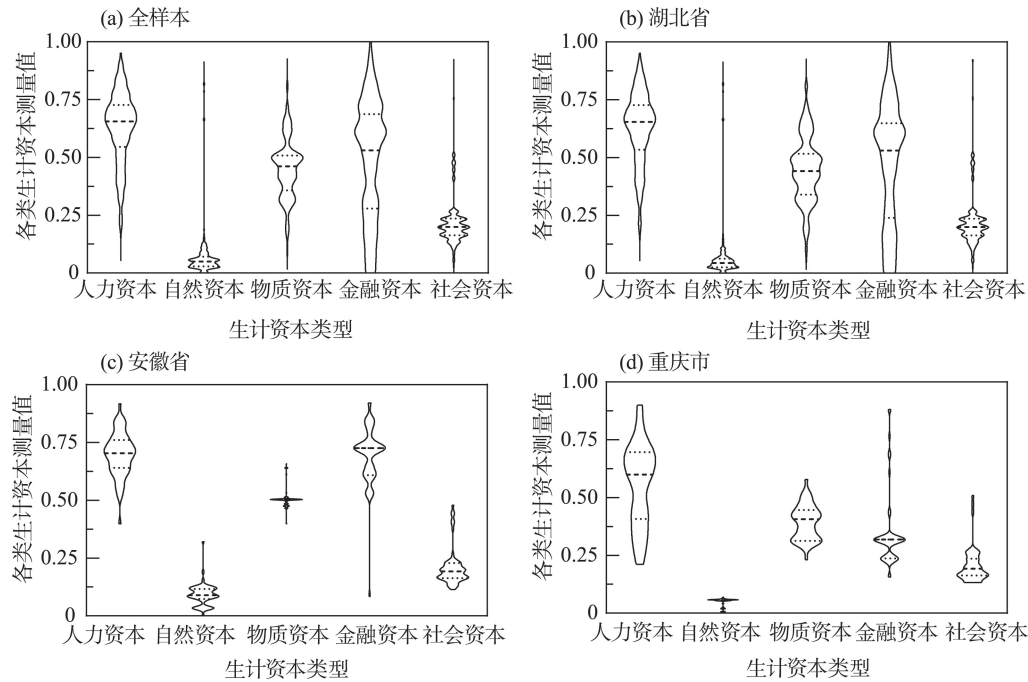 (a) 全样本
1.00
0.75
0.50
0.25
0
各类生计资本测量值
人力资本 自然资本 物质资本 金融资本 社会资本
生计资本类型
(b) 湖北省
1.00
0.75
0.50
0.25
0
各类生计资本测量值
人力资本 自然资本 物质资本 金融资本 社会资本
生计资本类型
(c) 安徽省
1.00
0.75
0.50
0.25
0
各类生计资本测量值
人力资本 自然资本 物质资本 金融资本 社会资本
生计资本类型
(d) 重庆市
1.00
0.75
0.50
0.25
0
各类生计资本测量值
人力资本 自然资本 物质资本 金融资本 社会资本
生计资本类型